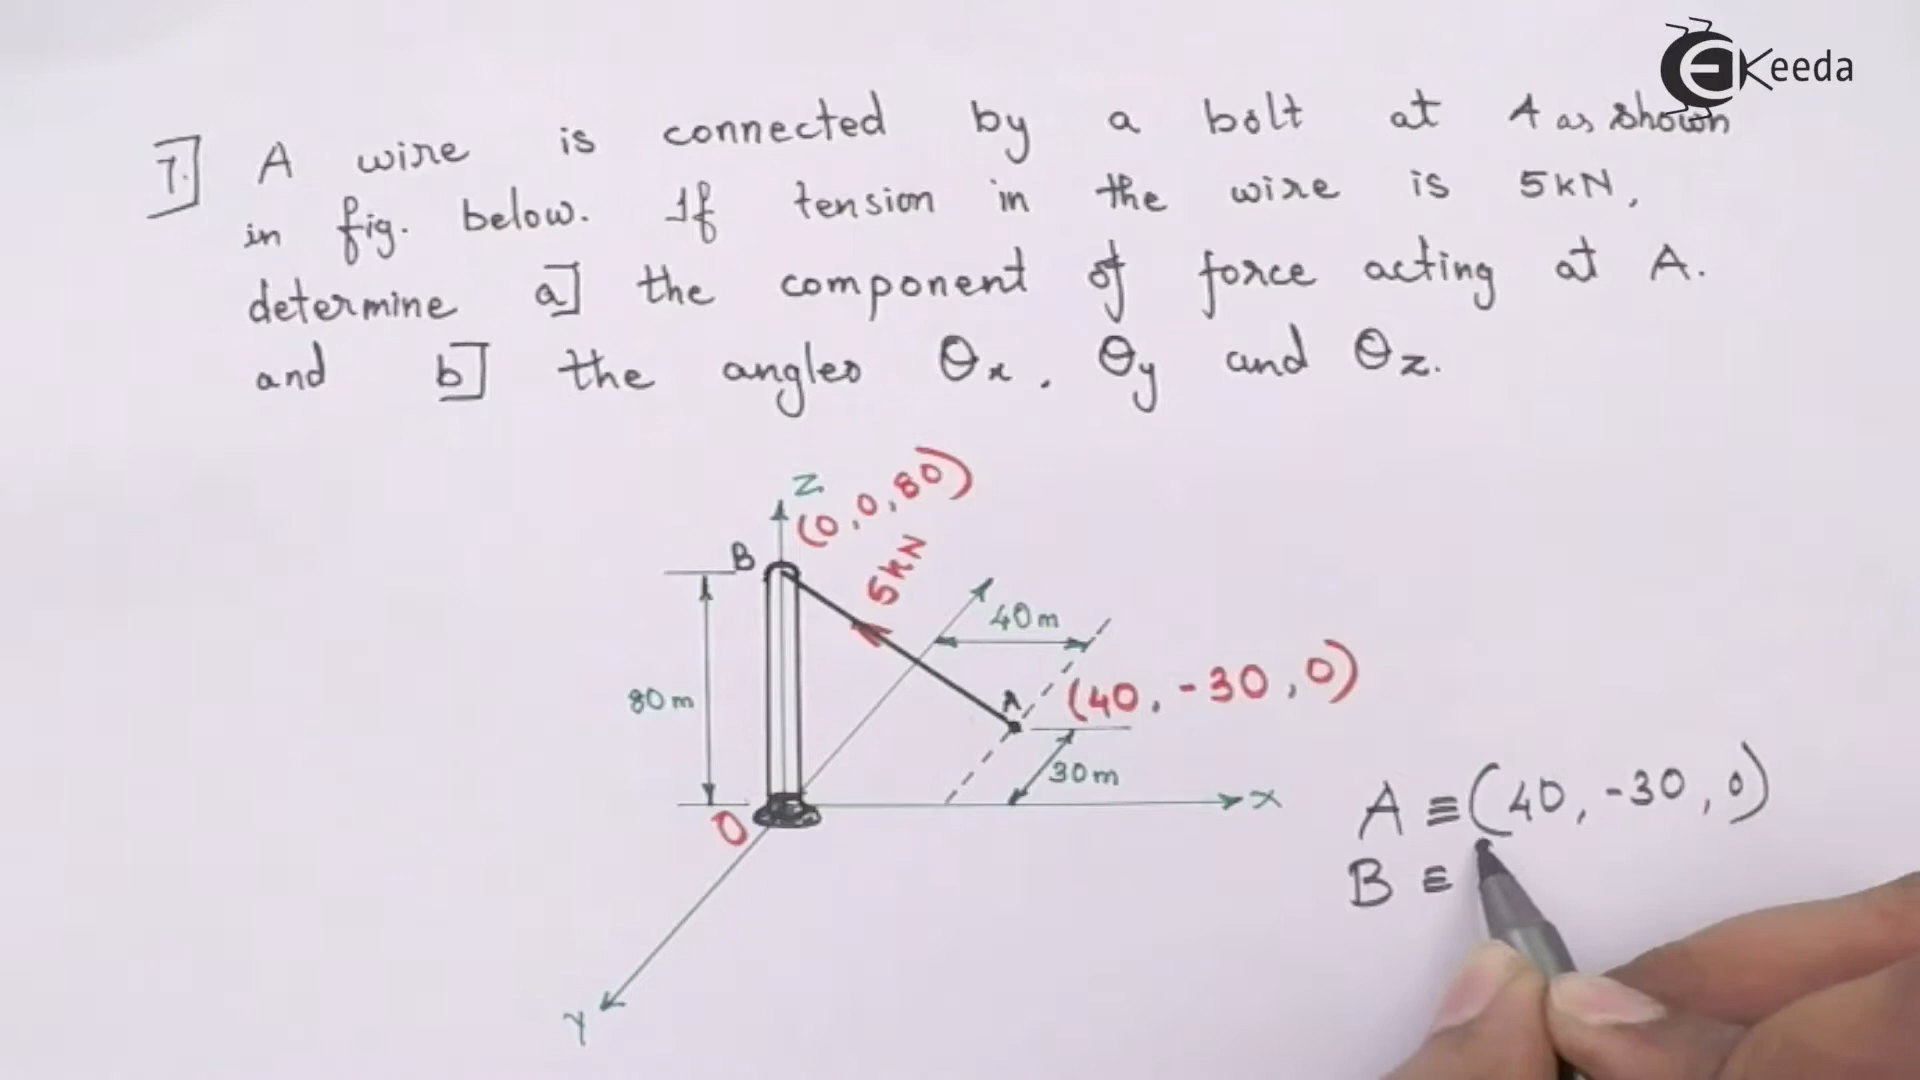 EKeeda
7.] A wire is connected by a bolt at A as shown
in fig. below. If tension in the wire is 5kN,
determine a] the component of force acting at A.
and b] the angles θx, θy and θz.
Z
(0,0,80)
B
5kN
40m
80m
A
(40,-30,0)
30m
X
O
Y
A ≡ (40,-30,0)
B ≡